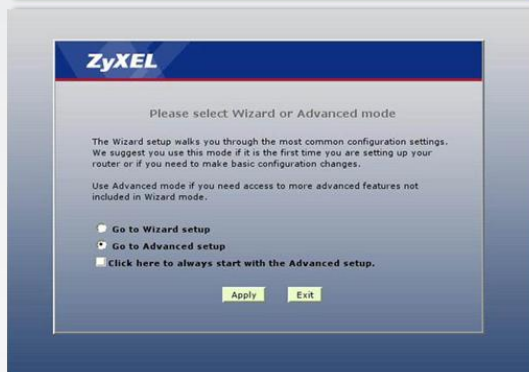 ZyXEL
Please select Wizard or Advanced mode
The Wizard setup walks you through the most common configuration settings.
We suggest you use this mode if it is the first time you are setting up your
router or if you need to make basic configuration changes.
Use Advanced mode if you need access to more advanced features not
included in Wizard mode.
Go to Wizard setup
Go to Advanced setup
Click here to always start with the Advanced setup.
Apply Exit